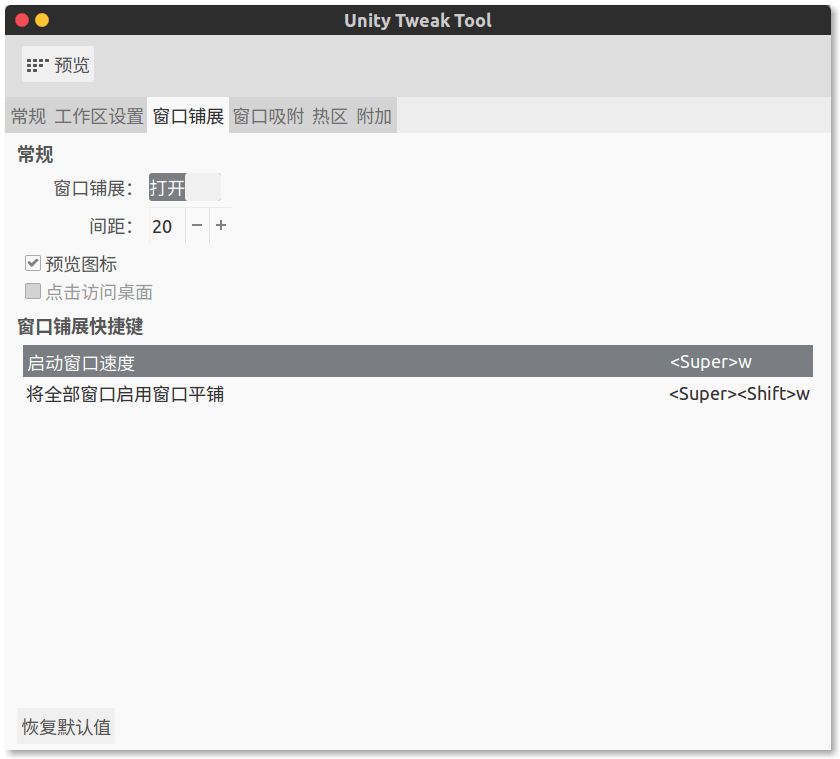 Unity Tweak Tool
预览
常规 工作区设置 窗口铺展 窗口吸附 热区 附加
常规
窗口铺展： 打开
间距： 20 − +
预览图标
点击访问桌面
窗口铺展快捷键
启动窗口速度 <Super>w
将全部窗口启用窗口平铺 <Super><Shift>w
恢复默认值